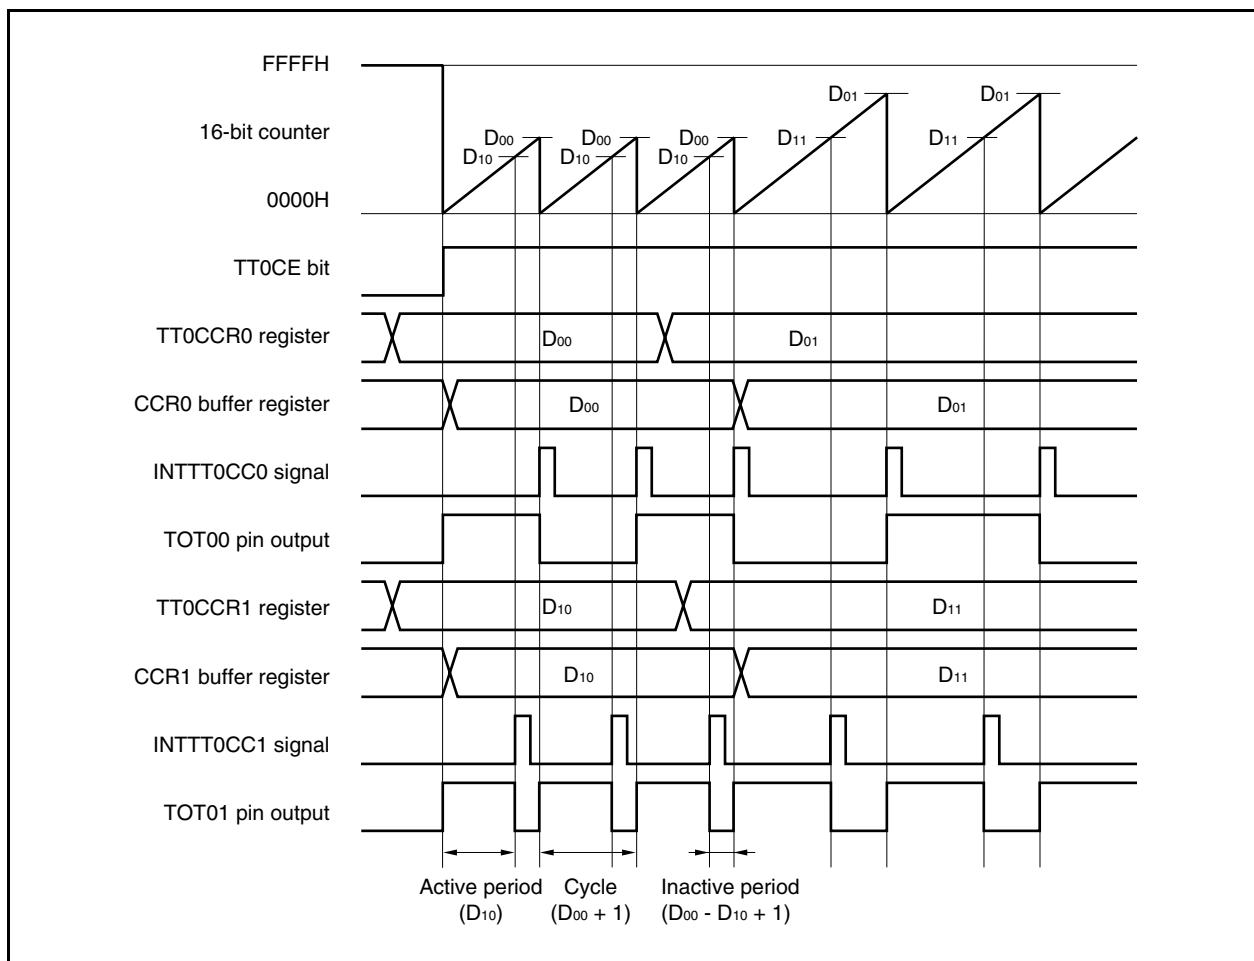 FFFFH
D01 D01
16-bit counter D00 D00 D00 D11 D11
D10 D10 D10
0000H
TT0CE bit
TT0CCR0 register D00 D01
CCR0 buffer register D00 D01
INTTT0CC0 signal
TOT00 pin output
TT0CCR1 register D10 D11
CCR1 buffer register D10 D11
INTTT0CC1 signal
TOT01 pin output
Active period Cycle Inactive period
(D10) (D00 + 1) (D00 - D10 + 1)